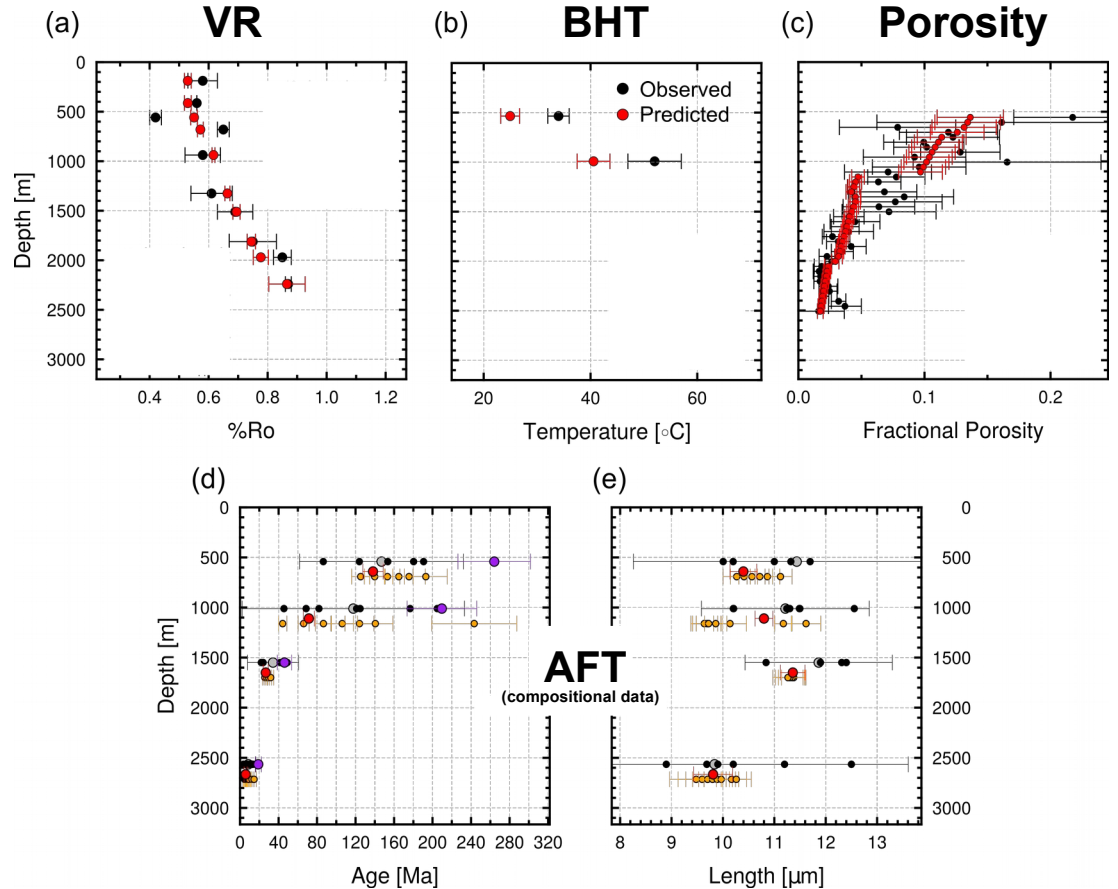 (a) VR
(b) BHT
(c) Porosity
0
500
1000
1500
2000
2500
3000
Depth [m]
0.4 0.6 0.8 1.0 1.2
%Ro
Observed
Predicted
20 40 60
Temperature [○C]
0.0 0.1 0.2
Fractional Porosity
(d)
(e)
0
500
1000
1500
2000
2500
3000
Depth [m]
0 40 80 120 160 200 240 280 320
Age [Ma]
AFT
(compositional data)
0
500
1000
1500
2000
2500
3000
Depth [m]
8 9 10 11 12 13
Length [µm]